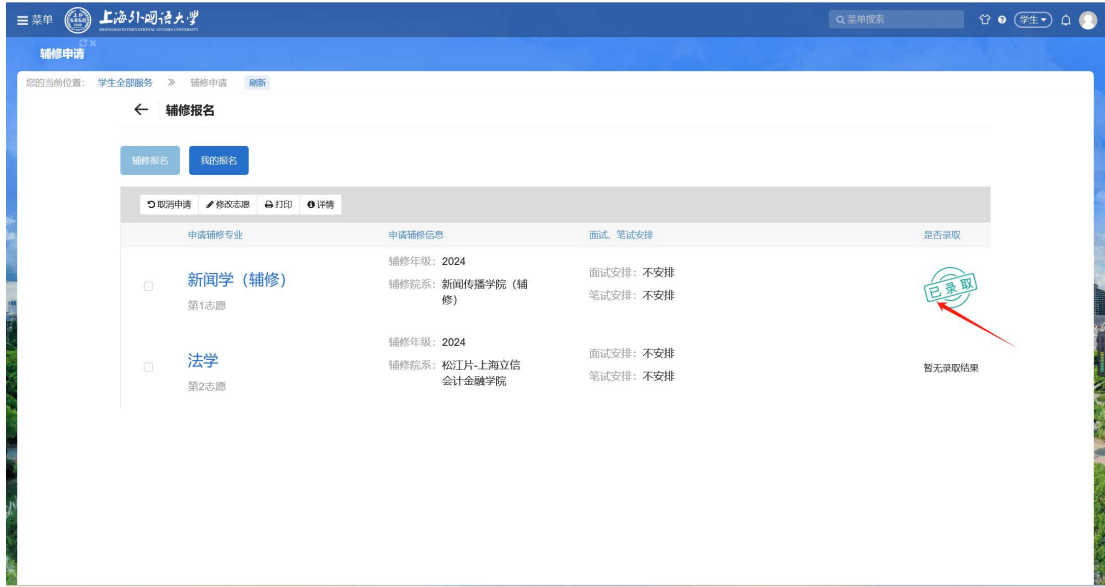 菜单
上海外国语大学
SHANGHAI INTERNATIONAL STUDIES UNIVERSITY
菜单搜索
学生
辅修申请
您的当前位置: 学生全部服务 » 辅修申请 刷新
辅修报名
辅修报名 我的报名
取消申请 修改志愿 打印 详情
申请辅修专业 申请辅修信息 面试、笔试安排 是否录取
新闻学（辅修）
第1志愿
辅修年级: 2024
辅修院系: 新闻传播学院（辅
修）
面试安排: 不安排
笔试安排: 不安排
已录取
法学
第2志愿
辅修年级: 2024
辅修院系: 松江片-上海立信
会计金融学院
面试安排: 不安排
笔试安排: 不安排
暂无录取结果